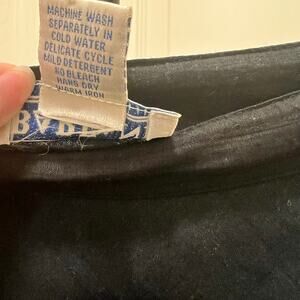 MACHINE WASH
SEPARATELY IN
COLD WATER
DELICATE CYCLE
MILD DETERGENT
NO BLEACH
HANG DRY
WARM IRON